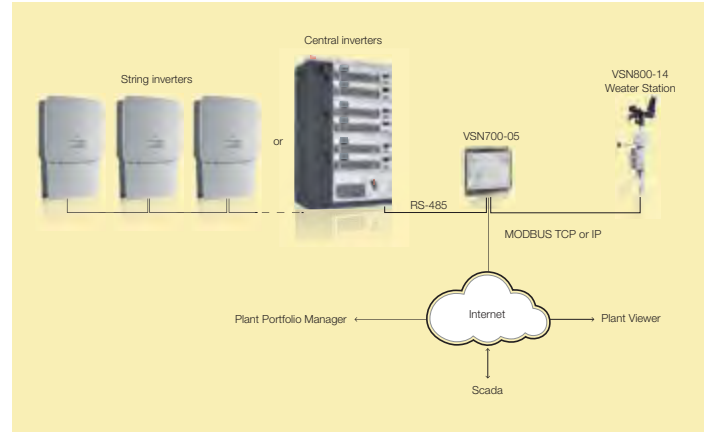 Central inverters
String inverters
or
VSN700-05
VSN800-14
Weater Station
RS-485
MODBUS TCP or IP
Internet
Plant Portfolio Manager
Plant Viewer
Scada